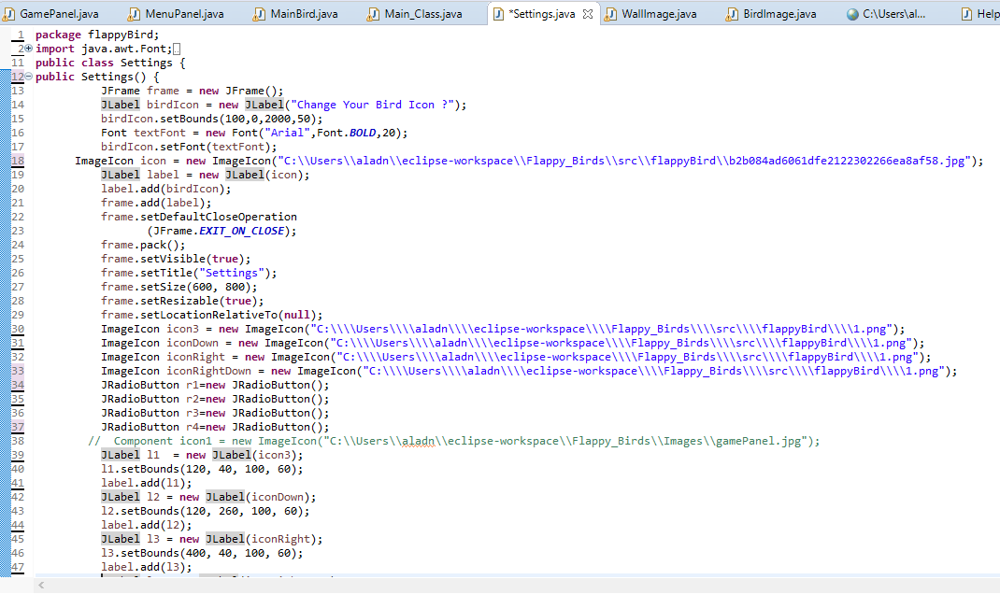 GamePanel.java MenuPanel.java MainBird.java Main_Class.java *Settings.java WallImage.java BirdImage.java C:\Users\al... Help
1 package flappyBird;
2 import java.awt.Font;
11 public class Settings {
12 public Settings() {
13 JFrame frame = new JFrame();
14 JLabel birdIcon = new JLabel("Change Your Bird Icon ?");
15 birdIcon.setBounds(100,0,2000,50);
16 Font textFont = new Font("Arial",Font.BOLD,20);
17 birdIcon.setFont(textFont);
18 ImageIcon icon = new ImageIcon("C:\\Users\\aladn\\eclipse-workspace\\Flappy_Birds\\src\\flappyBird\\b2b084ad6061dfe2122302266ea8af58.jpg");
19 JLabel label = new JLabel(icon);
20 label.add(birdIcon);
21 frame.add(label);
22 frame.setDefaultCloseOperation
23 (JFrame.EXIT_ON_CLOSE);
24 frame.pack();
25 frame.setVisible(true);
26 frame.setTitle("Settings");
27 frame.setSize(600, 800);
28 frame.setResizable(true);
29 frame.setLocationRelativeTo(null);
30 ImageIcon icon3 = new ImageIcon("C:\\\\Users\\\\aladn\\\\eclipse-workspace\\\\Flappy_Birds\\\\src\\\\flappyBird\\\\1.png");
31 ImageIcon iconDown = new ImageIcon("C:\\\\Users\\\\aladn\\\\eclipse-workspace\\\\Flappy_Birds\\\\src\\\\flappyBird\\\\1.png");
32 ImageIcon iconRight = new ImageIcon("C:\\\\Users\\\\aladn\\\\eclipse-workspace\\\\Flappy_Birds\\\\src\\\\flappyBird\\\\1.png");
33 ImageIcon iconRightDown = new ImageIcon("C:\\\\Users\\\\aladn\\\\eclipse-workspace\\\\Flappy_Birds\\\\src\\\\flappyBird\\\\1.png");
34 JRadioButton r1=new JRadioButton();
35 JRadioButton r2=new JRadioButton();
36 JRadioButton r3=new JRadioButton();
37 JRadioButton r4=new JRadioButton();
38 // Component icon1 = new ImageIcon("C:\\Users\\aladn\\eclipse-workspace\\Flappy_Birds\\Images\\gamePanel.jpg");
39 JLabel l1 = new JLabel(icon3);
40 l1.setBounds(120, 40, 100, 60);
41 label.add(l1);
42 JLabel l2 = new JLabel(iconDown);
43 l2.setBounds(120, 260, 100, 60);
44 label.add(l2);
45 JLabel l3 = new JLabel(iconRight);
46 l3.setBounds(400, 40, 100, 60);
47 label.add(l3);